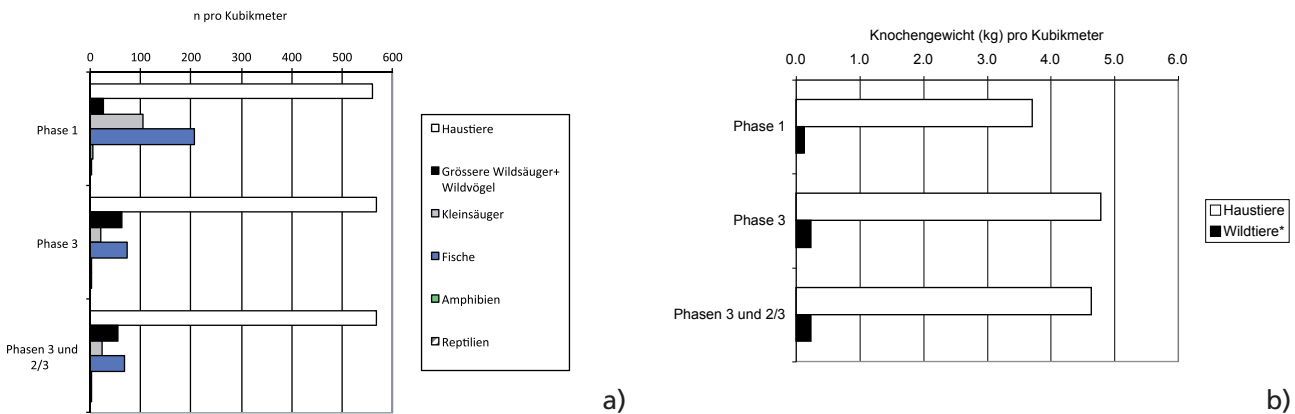 n pro Kubikmeter
0 100 200 300 400 500 600
Phase 1
Phase 3
Phasen 3 und
2/3
Haustiere
Grössere Wildsäuger+
Wildvögel
Kleinsäuger
Fische
Amphibien
Reptilien
a)
Knochengewicht (kg) pro Kubikmeter
0.0 1.0 2.0 3.0 4.0 5.0 6.0
Phase 1
Phase 3
Phasen 3 und 2/3
Haustiere
Wildtiere*
b)